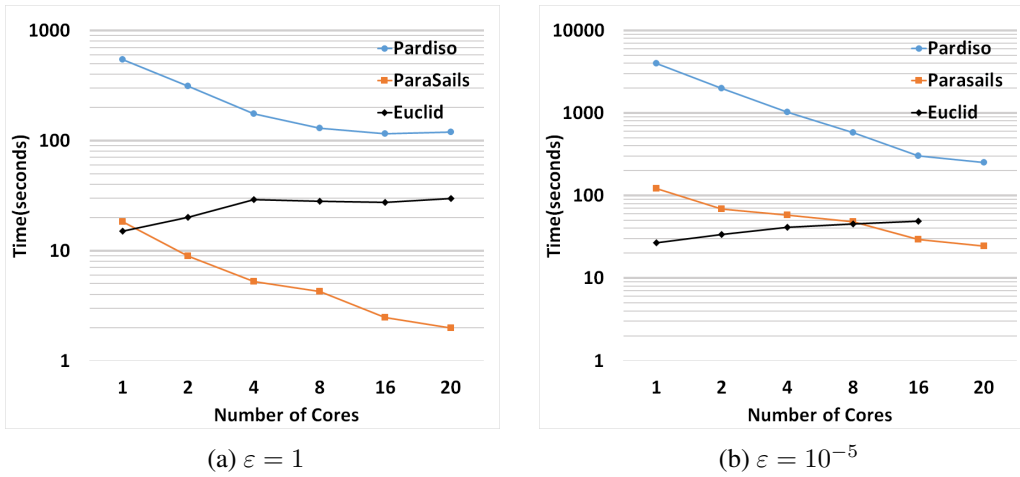 1000
100
10
1
Time(seconds)
Pardiso
ParaSails
Euclid
1 2 4 8 16 20
Number of Cores
(a) ε = 1
10000
1000
100
10
1
Time(seconds)
Pardiso
Parasails
Euclid
1 2 4 8 16 20
Number of Cores
(b) ε = 10⁻⁵